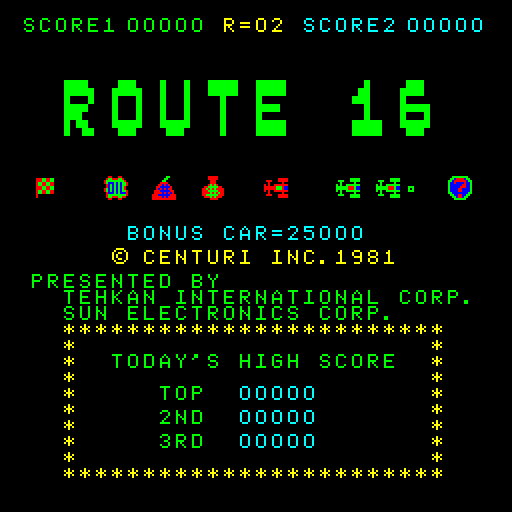 SCORE1 00000 R=02 SCORE2 00000
ROUTE 16
OIL ?
BONUS CAR=25000
© CENTURI INC.1981
PRESENTED BY
TEHKAN INTERNATIONAL CORP.
SUN ELECTRONICS CORP.
************************
TODAY'S HIGH SCORE
TOP 00000
2ND 00000
3RD 00000
************************